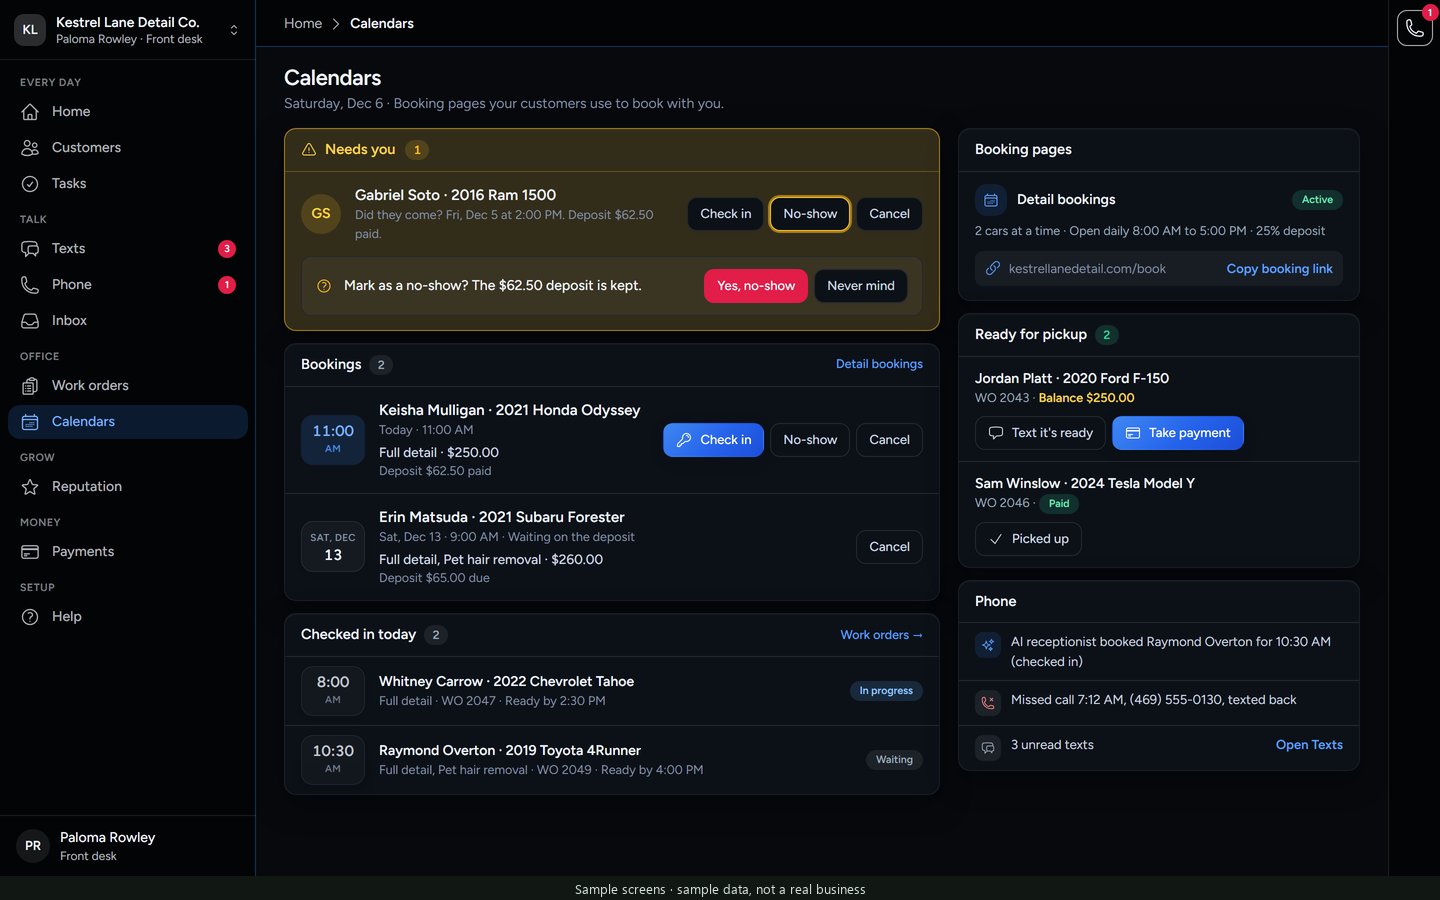 KL
Kestrel Lane Detail Co.
Paloma Rowley · Front desk
EVERY DAY
Home
Customers
Tasks
TALK
Texts 3
Phone 1
Inbox
OFFICE
Work orders
Calendars
GROW
Reputation
MONEY
Payments
SETUP
Help
PR
Paloma Rowley
Front desk
Home > Calendars
1
Calendars
Saturday, Dec 6 · Booking pages your customers use to book with you.
Needs you 1
GS
Gabriel Soto · 2016 Ram 1500
Did they come? Fri, Dec 5 at 2:00 PM. Deposit $62.50
paid.
Check in No-show Cancel
Mark as a no-show? The $62.50 deposit is kept.
Yes, no-show Never mind
Bookings 2 Detail bookings
11:00
AM
Keisha Mulligan · 2021 Honda Odyssey
Today · 11:00 AM
Full detail · $250.00
Deposit $62.50 paid
Check in No-show Cancel
SAT, DEC
13
Erin Matsuda · 2021 Subaru Forester
Sat, Dec 13 · 9:00 AM · Waiting on the deposit
Full detail, Pet hair removal · $260.00
Deposit $65.00 due
Cancel
Checked in today 2 Work orders →
8:00
AM
Whitney Carrow · 2022 Chevrolet Tahoe
Full detail · WO 2047 · Ready by 2:30 PM
In progress
10:30
AM
Raymond Overton · 2019 Toyota 4Runner
Full detail, Pet hair removal · WO 2049 · Ready by 4:00 PM
Waiting
Booking pages
Detail bookings Active
2 cars at a time · Open daily 8:00 AM to 5:00 PM · 25% deposit
kestrellanedetail.com/book Copy booking link
Ready for pickup 2
Jordan Platt · 2020 Ford F-150
WO 2043 · Balance $250.00
Text it's ready Take payment
Sam Winslow · 2024 Tesla Model Y
WO 2046 · Paid
Picked up
Phone
AI receptionist booked Raymond Overton for 10:30 AM
(checked in)
Missed call 7:12 AM, (469) 555-0130, texted back
3 unread texts Open Texts
Sample screens · sample data, not a real business